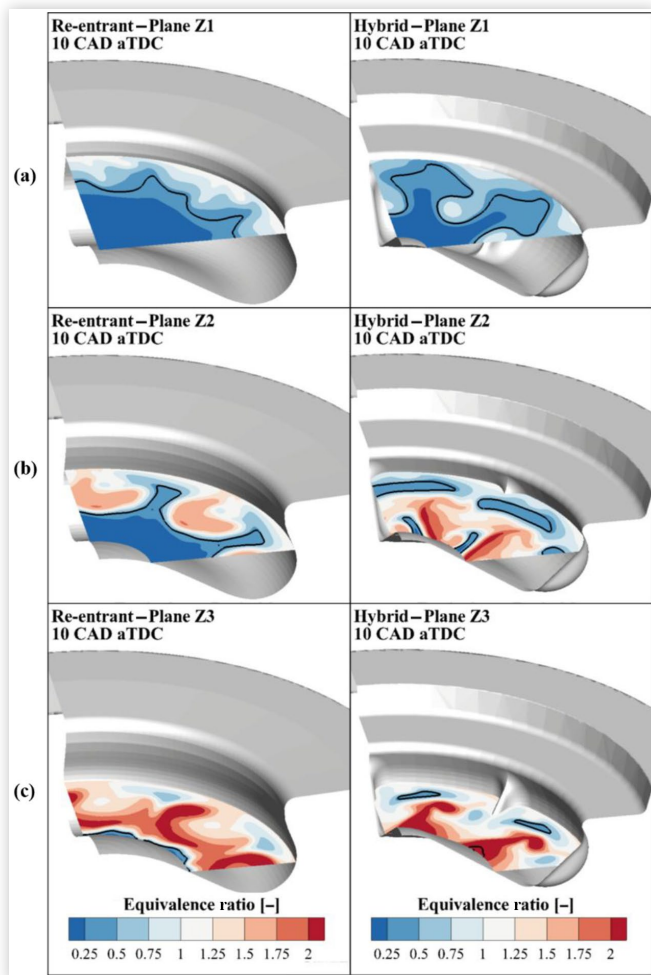 Re-entrant–Plane Z1
10 CAD aTDC
Hybrid–Plane Z1
10 CAD aTDC
(a)
Re-entrant–Plane Z2
10 CAD aTDC
Hybrid–Plane Z2
10 CAD aTDC
(b)
Re-entrant–Plane Z3
10 CAD aTDC
Hybrid–Plane Z3
10 CAD aTDC
(c)
Equivalence ratio [–]
0.25 0.5 0.75 1 1.25 1.5 1.75 2
Equivalence ratio [–]
0.25 0.5 0.75 1 1.25 1.5 1.75 2